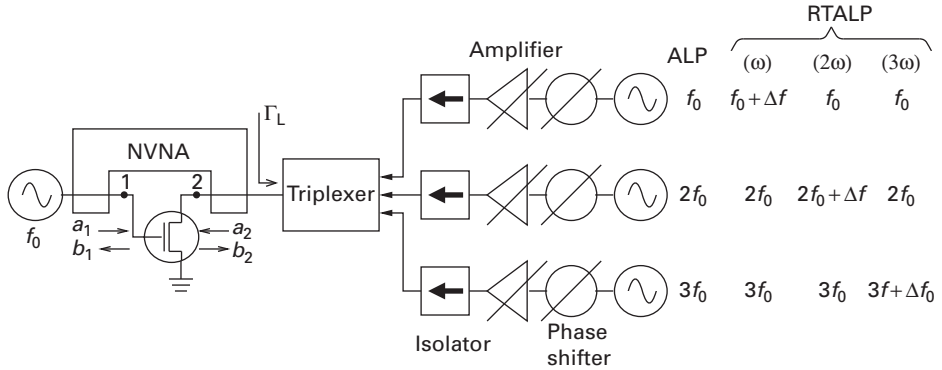 RTALP
Amplifier ALP (ω) (2ω) (3ω)
f₀ f₀ + Δf f₀ f₀
Γ_L
NVNA
1 2 Triplexer 2f₀ 2f₀ 2f₀ + Δf 2f₀
f₀ a₁ a₂
b₁ b₂
3f₀ 3f₀ 3f₀ 3f + Δf₀
Isolator Phase
shifter